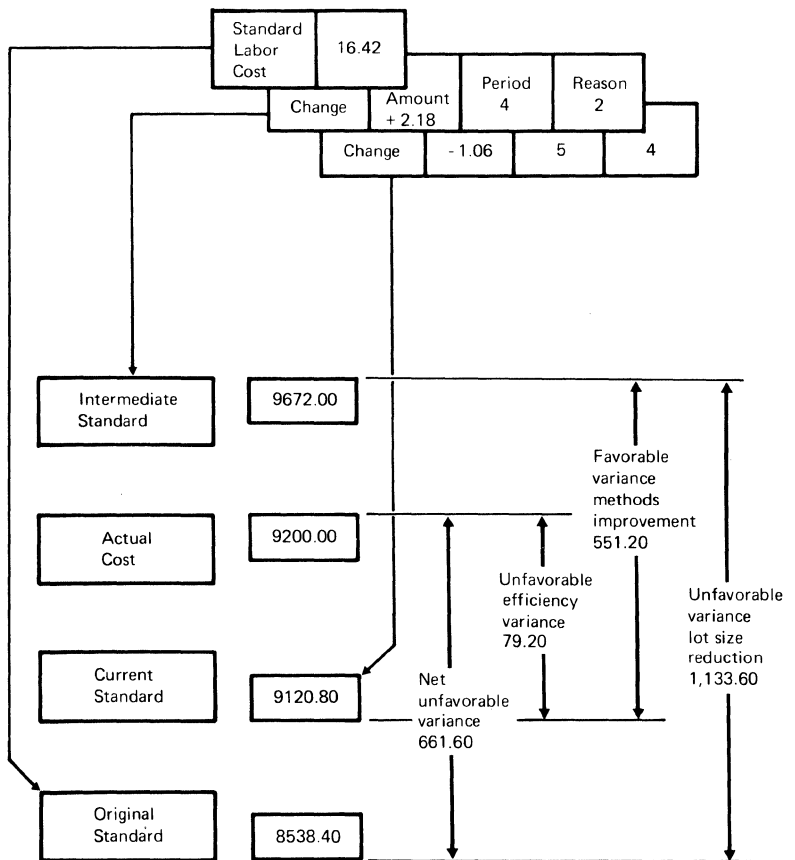 Standard
Labor
Cost
16.42
Change
Amount
+ 2.18
Period
4
Reason
2
Change
- 1.06
5
4
Intermediate
Standard
9672.00
Favorable
variance
methods
improvement
551.20
Actual
Cost
9200.00
Unfavorable
efficiency
variance
79.20
Unfavorable
variance
lot size
reduction
1,133.60
Current
Standard
9120.80
Net
unfavorable
variance
661.60
Original
Standard
8538.40